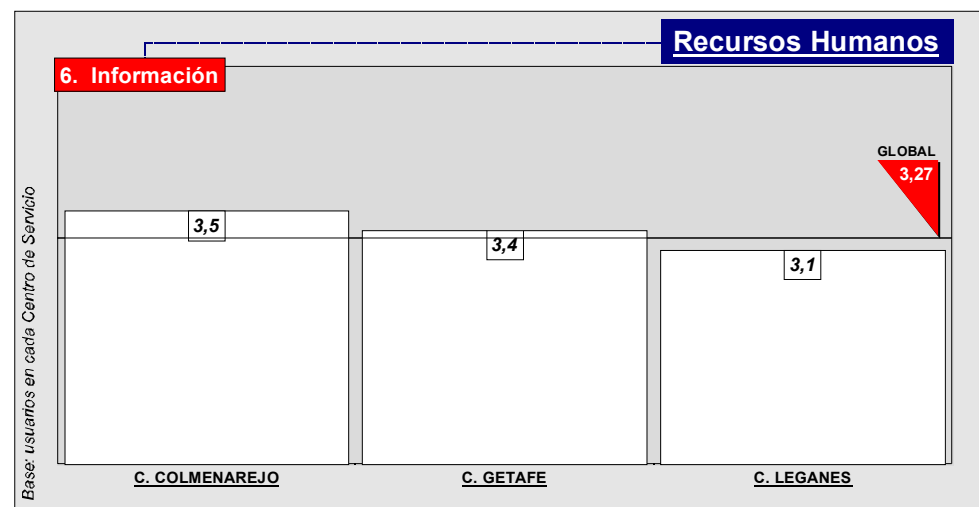 Recursos Humanos
6. Información
GLOBAL
3,27
3,5
3,4
3,1
Base: usuarios en cada Centro de Servicio
C. COLMENAREJO
C. GETAFE
C. LEGANES